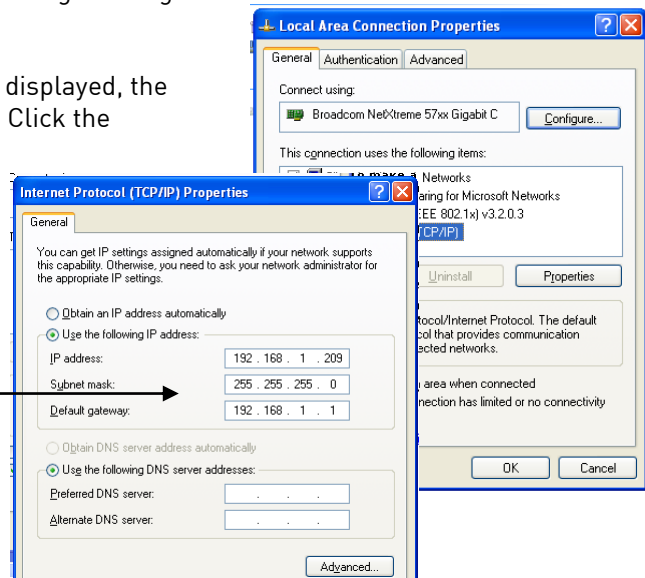 displayed, the
Click the
Local Area Connection Properties
General Authentication Advanced
Connect using:
Broadcom NetXtreme 57xx Gigabit C Configure...
This connection uses the following items:
Networks
aring for Microsoft Networks
EEE 802.1x) v3.2.0.3
TCP/IP)
Uninstall Properties
tocol/Internet Protocol. The default
col that provides communication
ected networks.
area when connected
nection has limited or no connectivity
OK Cancel
Internet Protocol (TCP/IP) Properties
General
You can get IP settings assigned automatically if your network supports
this capability. Otherwise, you need to ask your network administrator for
the appropriate IP settings.
Obtain an IP address automatically
Use the following IP address:
IP address: 192 . 168 . 1 . 209
Subnet mask: 255 . 255 . 255 . 0
Default gateway: 192 . 168 . 1 . 1
Obtain DNS server address automatically
Use the following DNS server addresses:
Preferred DNS server: . . .
Alternate DNS server: . . .
Advanced...